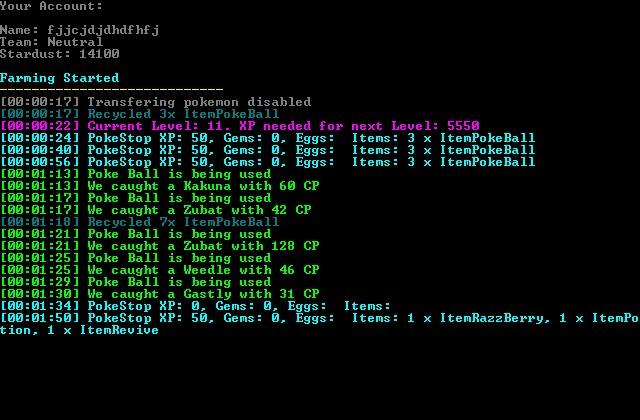 Your Account:
Name: fjjcjdjdhdfhfj
Team: Neutral
Stardust: 14100
Farming Started
----------------------------
[00:00:17] Transfering pokemon disabled
[00:00:17] Recycled 3x ItemPokeBall
[00:00:22] Current Level: 11. XP needed for next Level: 5550
[00:00:24] PokeStop XP: 50, Gems: 0, Eggs:  Items: 3 x ItemPokeBall
[00:00:40] PokeStop XP: 50, Gems: 0, Eggs:  Items: 3 x ItemPokeBall
[00:00:56] PokeStop XP: 50, Gems: 0, Eggs:  Items: 3 x ItemPokeBall
[00:01:13] Poke Ball is being used
[00:01:13] We caught a Kakuna with 60 CP
[00:01:17] Poke Ball is being used
[00:01:17] We caught a Zubat with 42 CP
[00:01:18] Recycled 7x ItemPokeBall
[00:01:21] Poke Ball is being used
[00:01:21] We caught a Zubat with 128 CP
[00:01:25] Poke Ball is being used
[00:01:25] We caught a Weedle with 46 CP
[00:01:29] Poke Ball is being used
[00:01:30] We caught a Gastly with 31 CP
[00:01:34] PokeStop XP: 0, Gems: 0, Eggs:  Items:
[00:01:50] PokeStop XP: 50, Gems: 0, Eggs:  Items: 1 x ItemRazzBerry, 1 x ItemPo
tion, 1 x ItemRevive